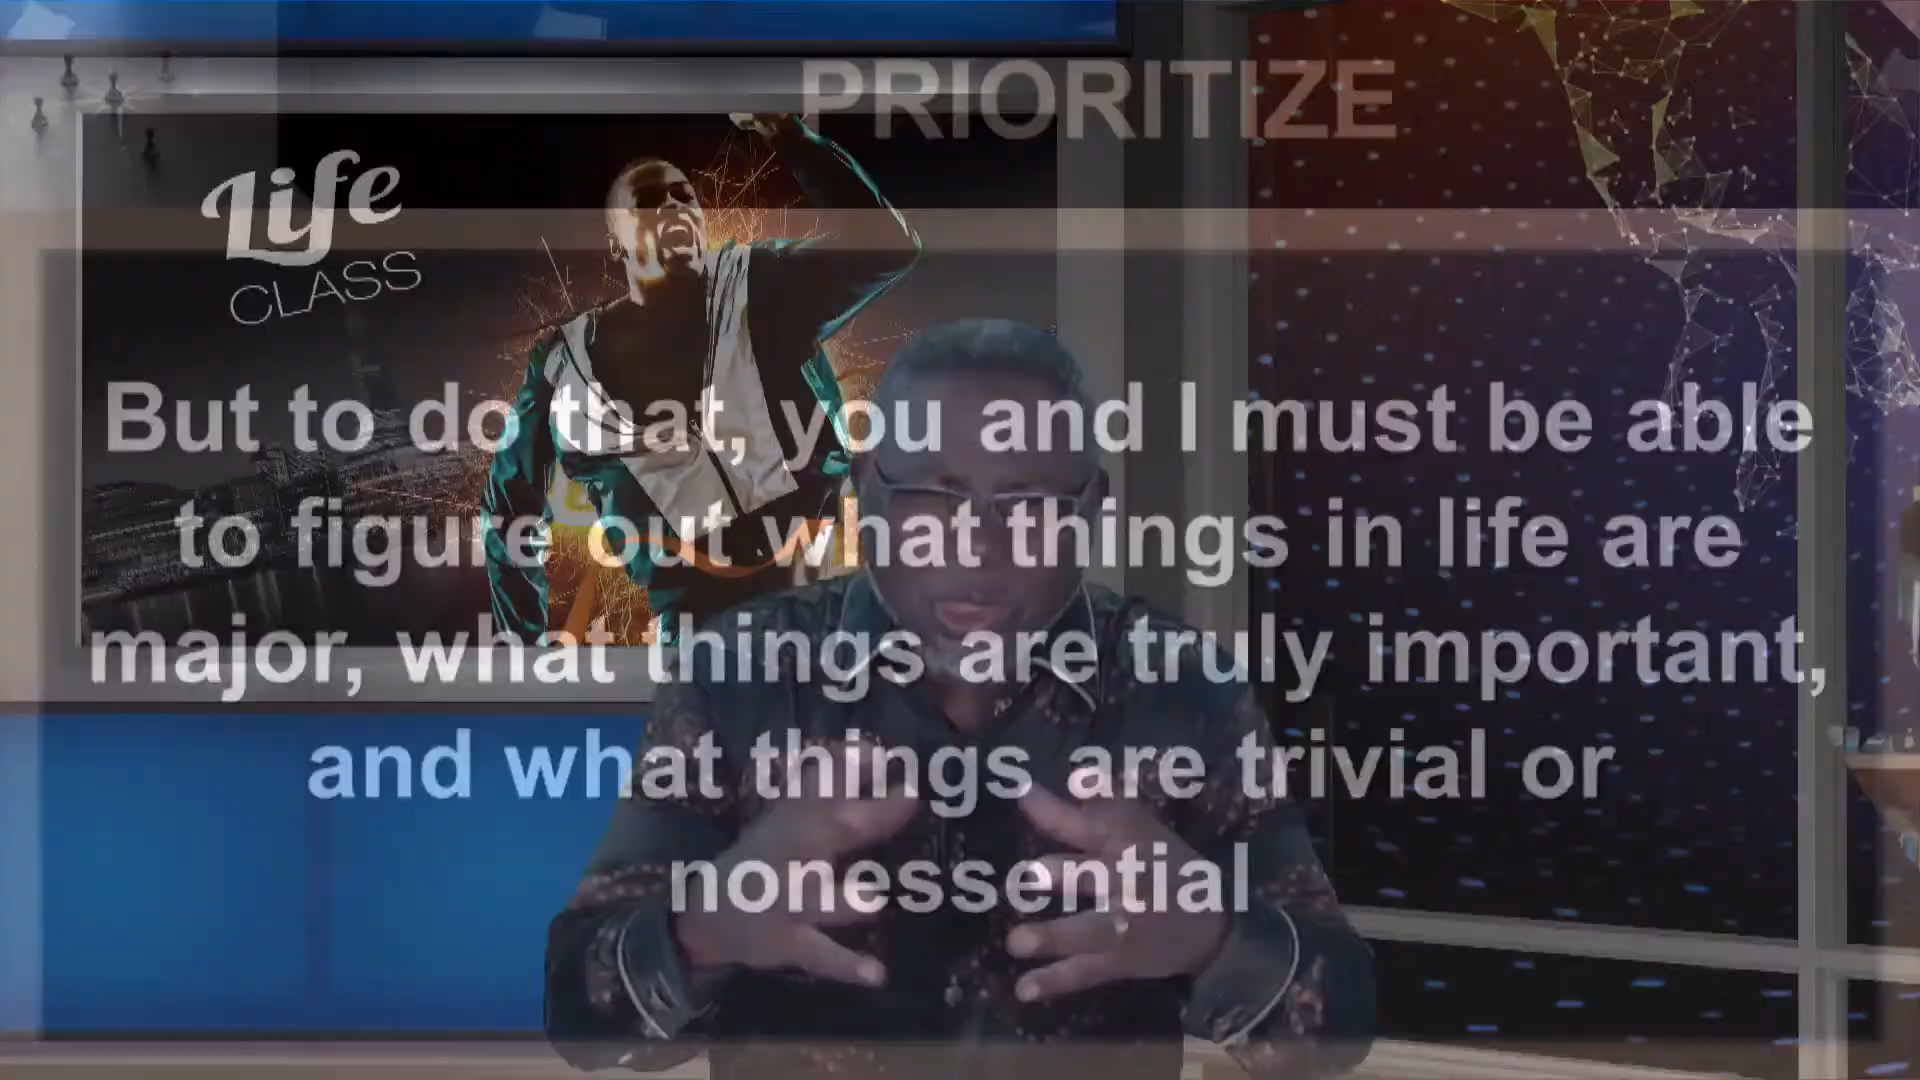 PRIORITIZE
Life
CLASS
But to do that, you and I must be able
to figure out what things in life are
major, what things are truly important,
and what things are trivial or
nonessential